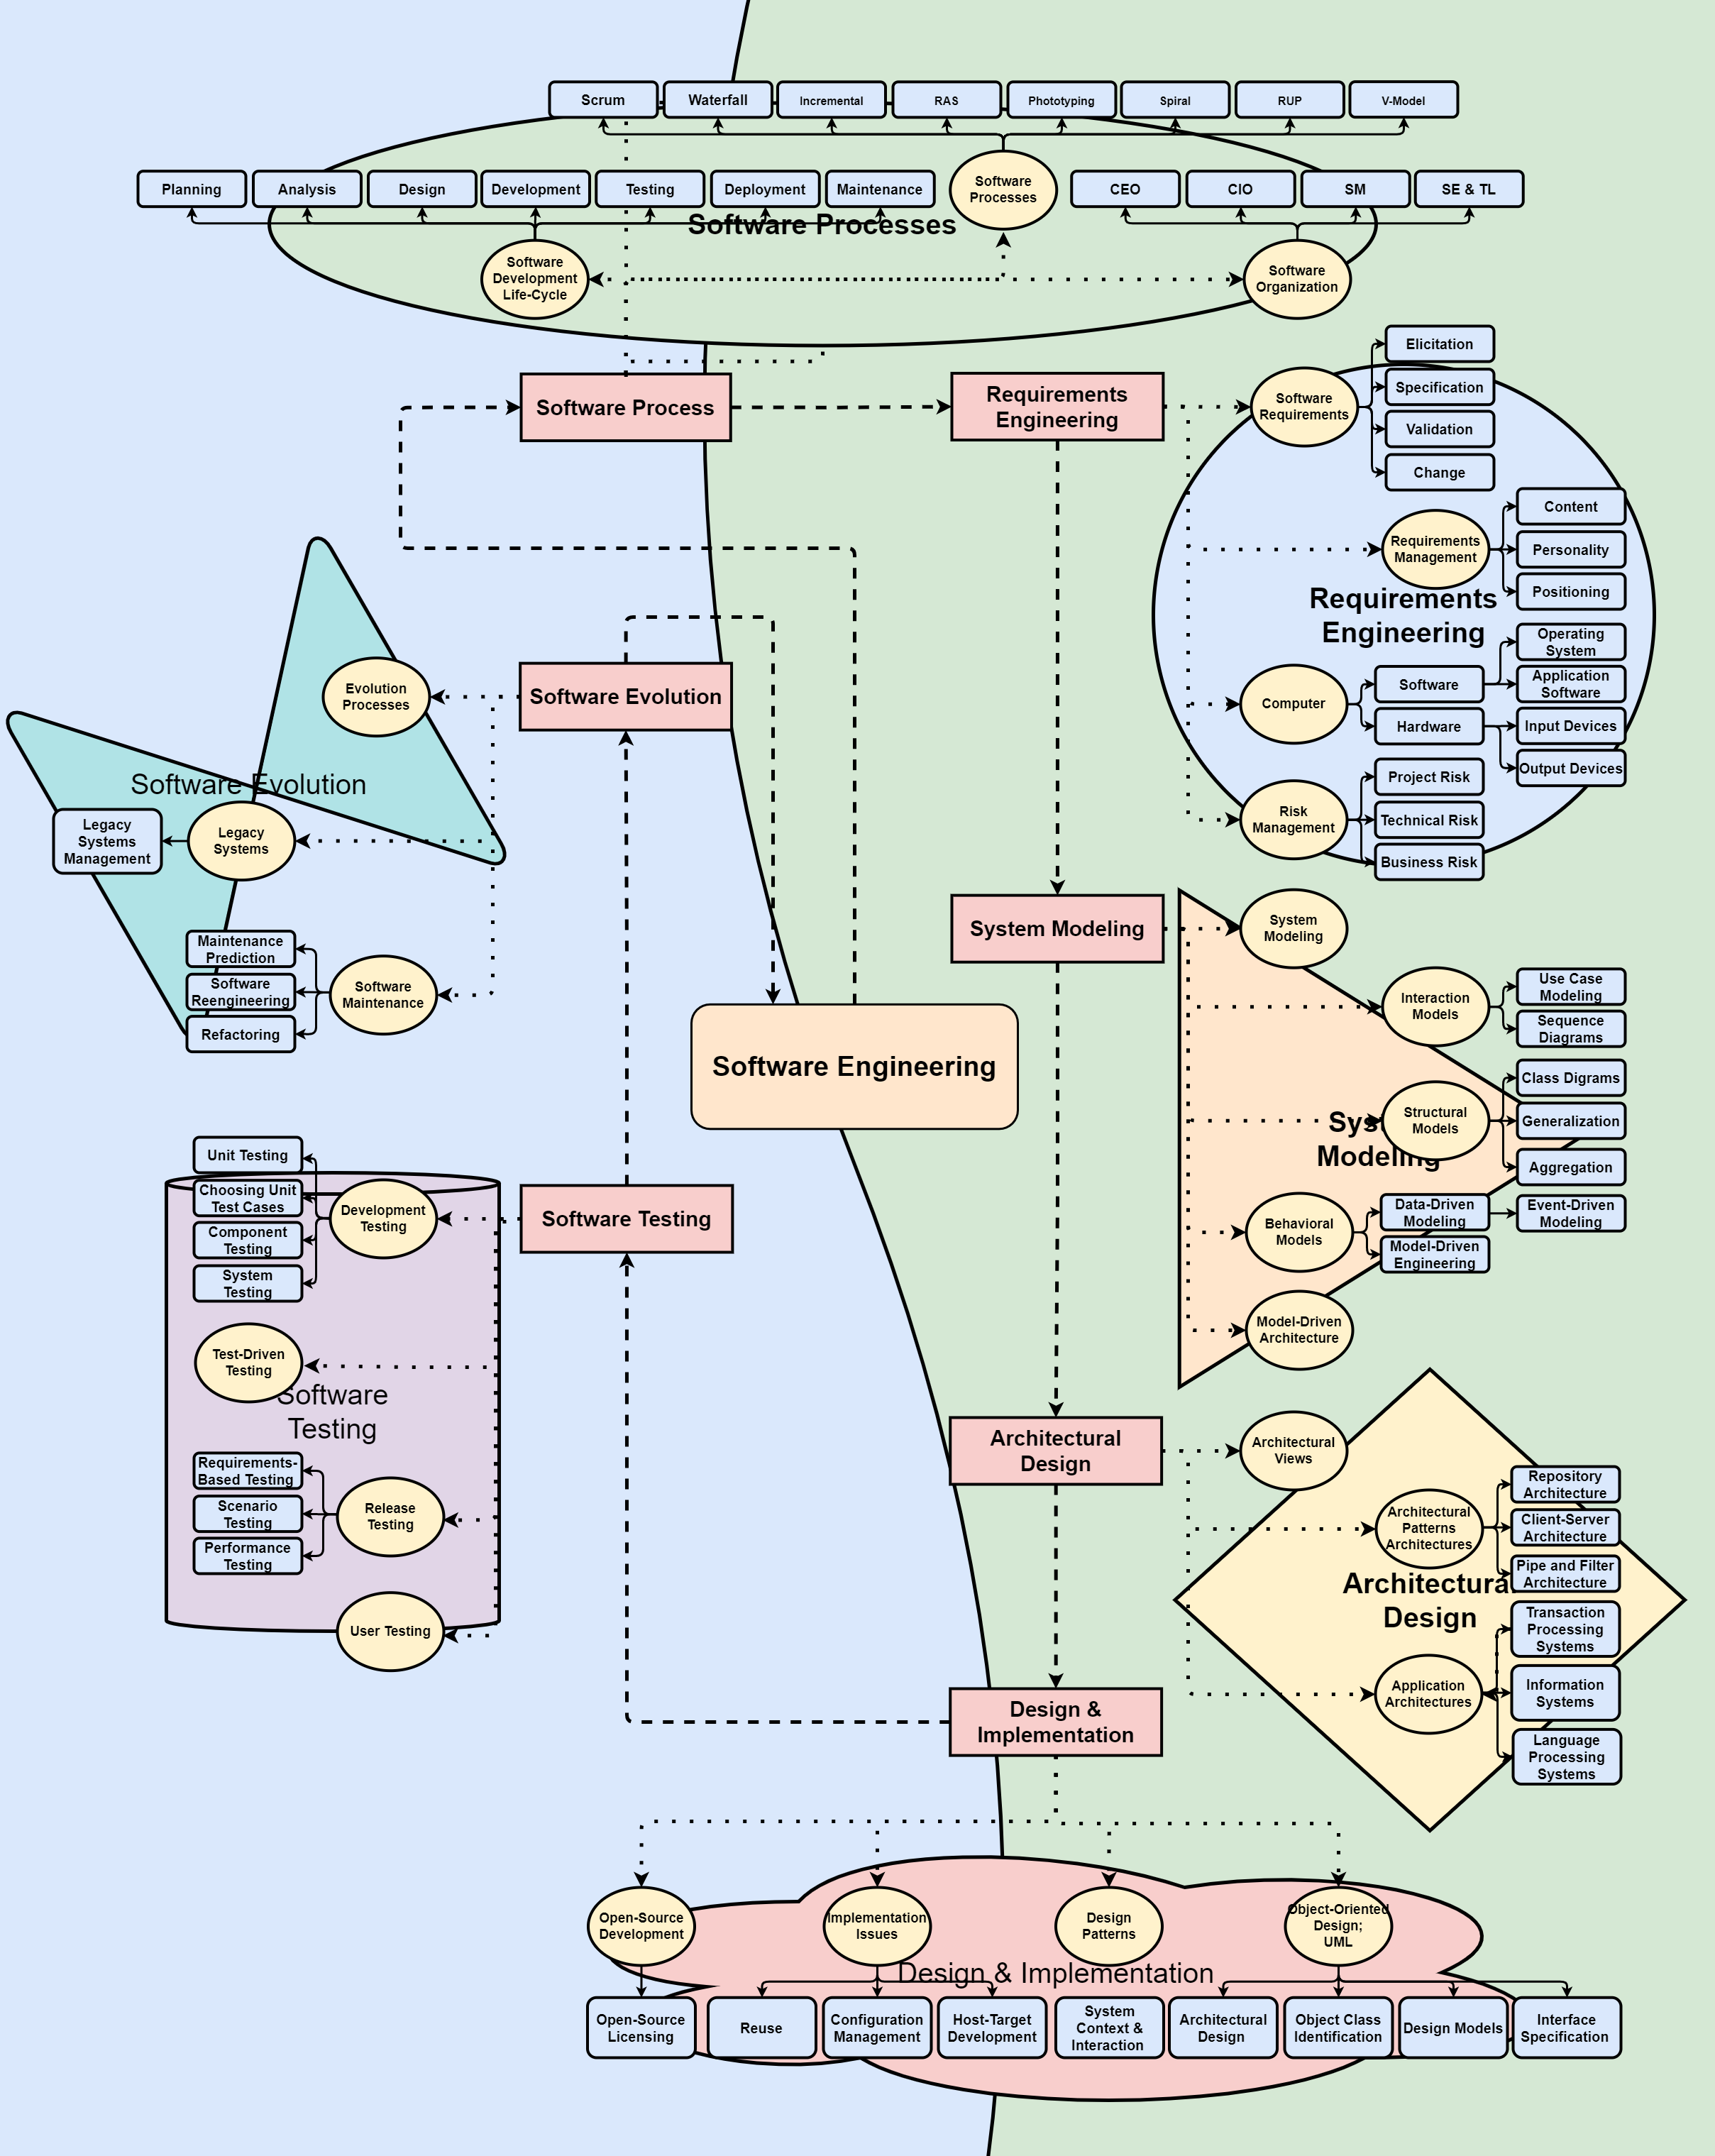 Scrum
Waterfall
Incremental
RAS
Phototyping
Spiral
RUP
V-Model
Planning
Analysis
Design
Development
Testing
Deployment
Maintenance
Software
Processes
CEO
CIO
SM
SE & TL
Software Processes
Software
Development
Life-Cycle
Software
Organization
Software Process
Requirements
Engineering
Software
Requirements
Elicitation
Specification
Validation
Change
Requirements
Management
Content
Personality
Positioning
Requirements
Engineering
Computer
Software
Hardware
Operating
System
Application
Software
Input Devices
Output Devices
Risk
Management
Project Risk
Technical Risk
Business Risk
Software Evolution
Evolution
Processes
Software Evolution
Legacy
Systems
Management
Legacy
Systems
Maintenance
Prediction
Software
Reengineering
Refactoring
Software
Maintenance
Software Engineering
System Modeling
System
Modeling
Interaction
Models
Use Case
Modeling
Sequence
Diagrams
Structural
Models
Class Digrams
Generalization
Aggregation
Modeling
Behavioral
Models
Data-Driven
Modeling
Event-Driven
Modeling
Model-Driven
Engineering
Model-Driven
Architecture
Unit Testing
Choosing Unit
Test Cases
Component
Testing
System
Testing
Development
Testing
Software Testing
Test-Driven
Testing
Software
Testing
Requirements-
Based Testing
Scenario
Testing
Performance
Testing
Release
Testing
User Testing
Architectural
Design
Architectural
Views
Architectural
Patterns
Architectures
Repository
Architecture
Client-Server
Architecture
Pipe and Filter
Architecture
Architectural
Design
Application
Architectures
Transaction
Processing
Systems
Information
Systems
Language
Processing
Systems
Design &
Implementation
Open-Source
Development
Implementation
Issues
Design
Patterns
Object-Oriented
Design;
UML
Design & Implementation
Open-Source
Licensing
Reuse
Configuration
Management
Host-Target
Development
System
Context &
Interaction
Architectural
Design
Object Class
Identification
Design Models
Interface
Specification